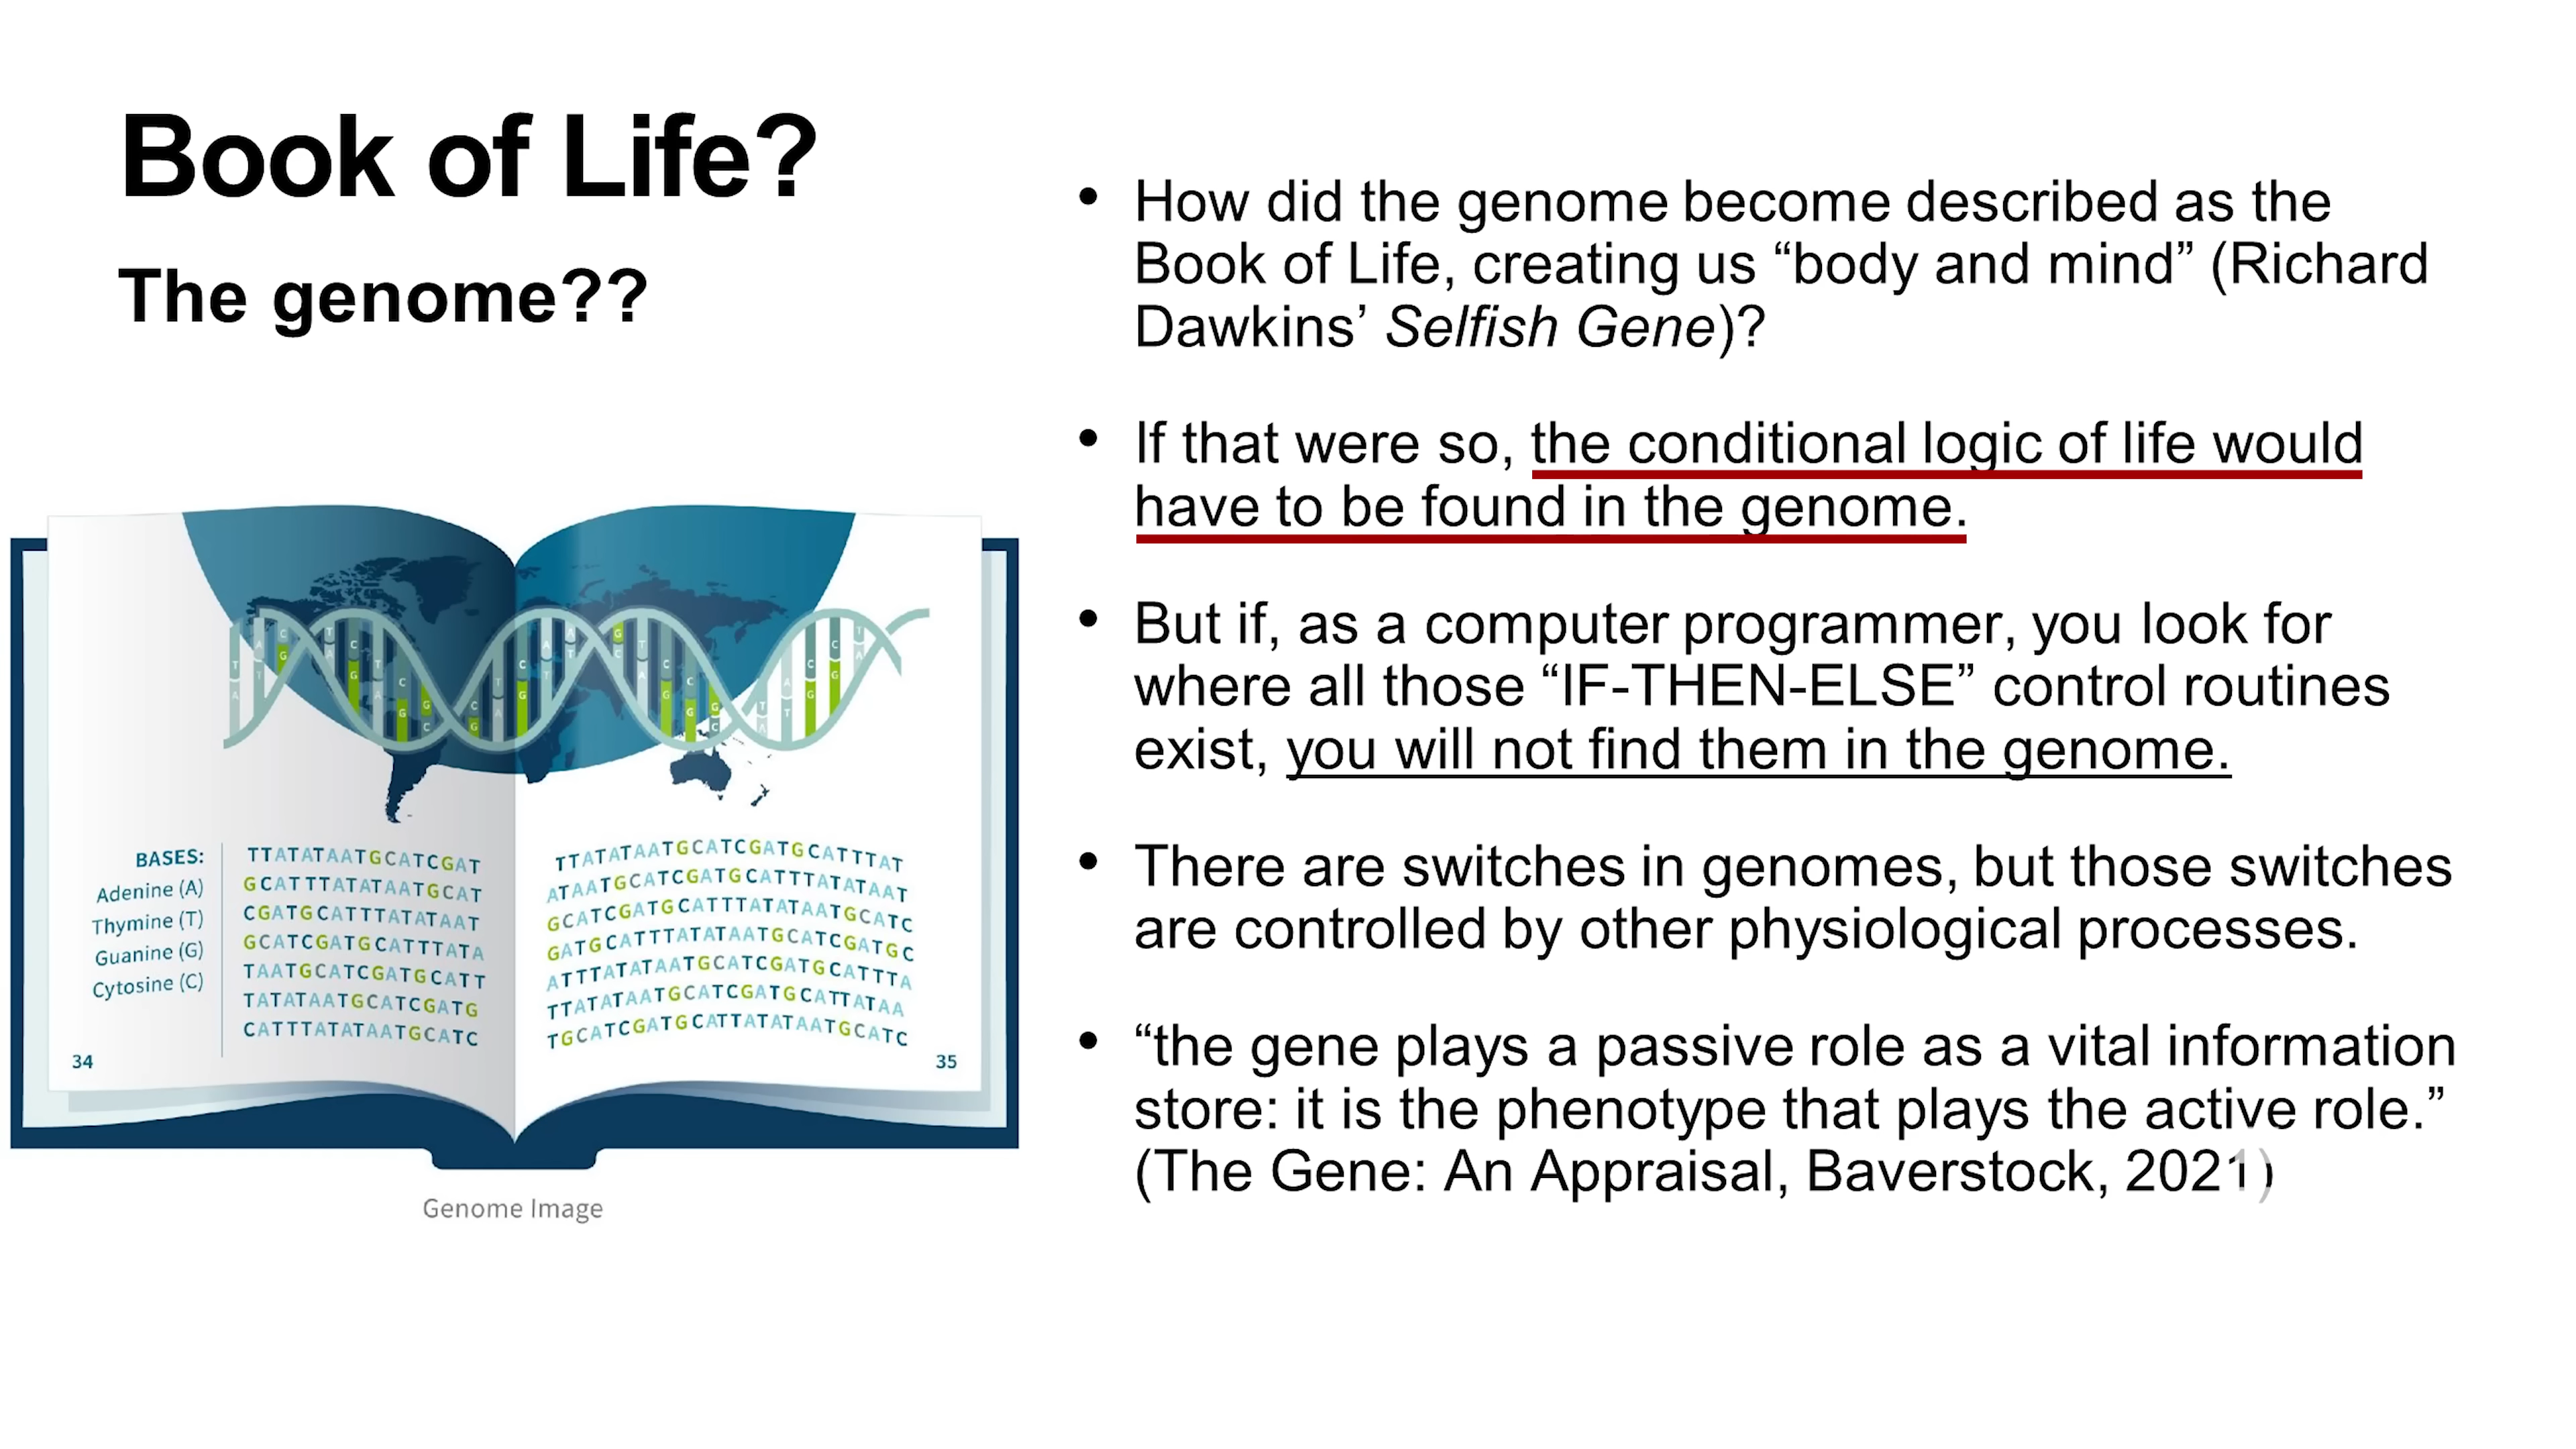 Book of Life?
The genome??
• How did the genome become described as the
Book of Life, creating us “body and mind” (Richard
Dawkins’ Selfish Gene)?
• If that were so, the conditional logic of life would
have to be found in the genome.
• But if, as a computer programmer, you look for
where all those “IF-THEN-ELSE” control routines
exist, you will not find them in the genome.
• There are switches in genomes, but those switches
are controlled by other physiological processes.
• “the gene plays a passive role as a vital information
store: it is the phenotype that plays the active role.”
(The Gene: An Appraisal, Baverstock, 2021)
BASES:
Adenine (A)
Thymine (T)
Guanine (G)
Cytosine (C)
TTATATAATGCATCGAT
GCATTTATATAATGCAT
CGATGCATTTATATAAT
GCATCGATGCATTTATA
TAATGCATCGATGCATT
TATATAATGCATCGATG
CATTTATATAATGCATC
34
TTATATAATGCATCGATGCATTTAT
ATAATGCATCGATGCATTTATATAAT
GCATCGATGCATTTATATAATGCATC
GATGCATTTATATAATGCATCGATGC
ATTTATATAATGCATCGATGCATTTA
TTATATAATGCATCGATGCATTATAA
TGCATCGATGCATTATATAATGCATC
35
Genome Image